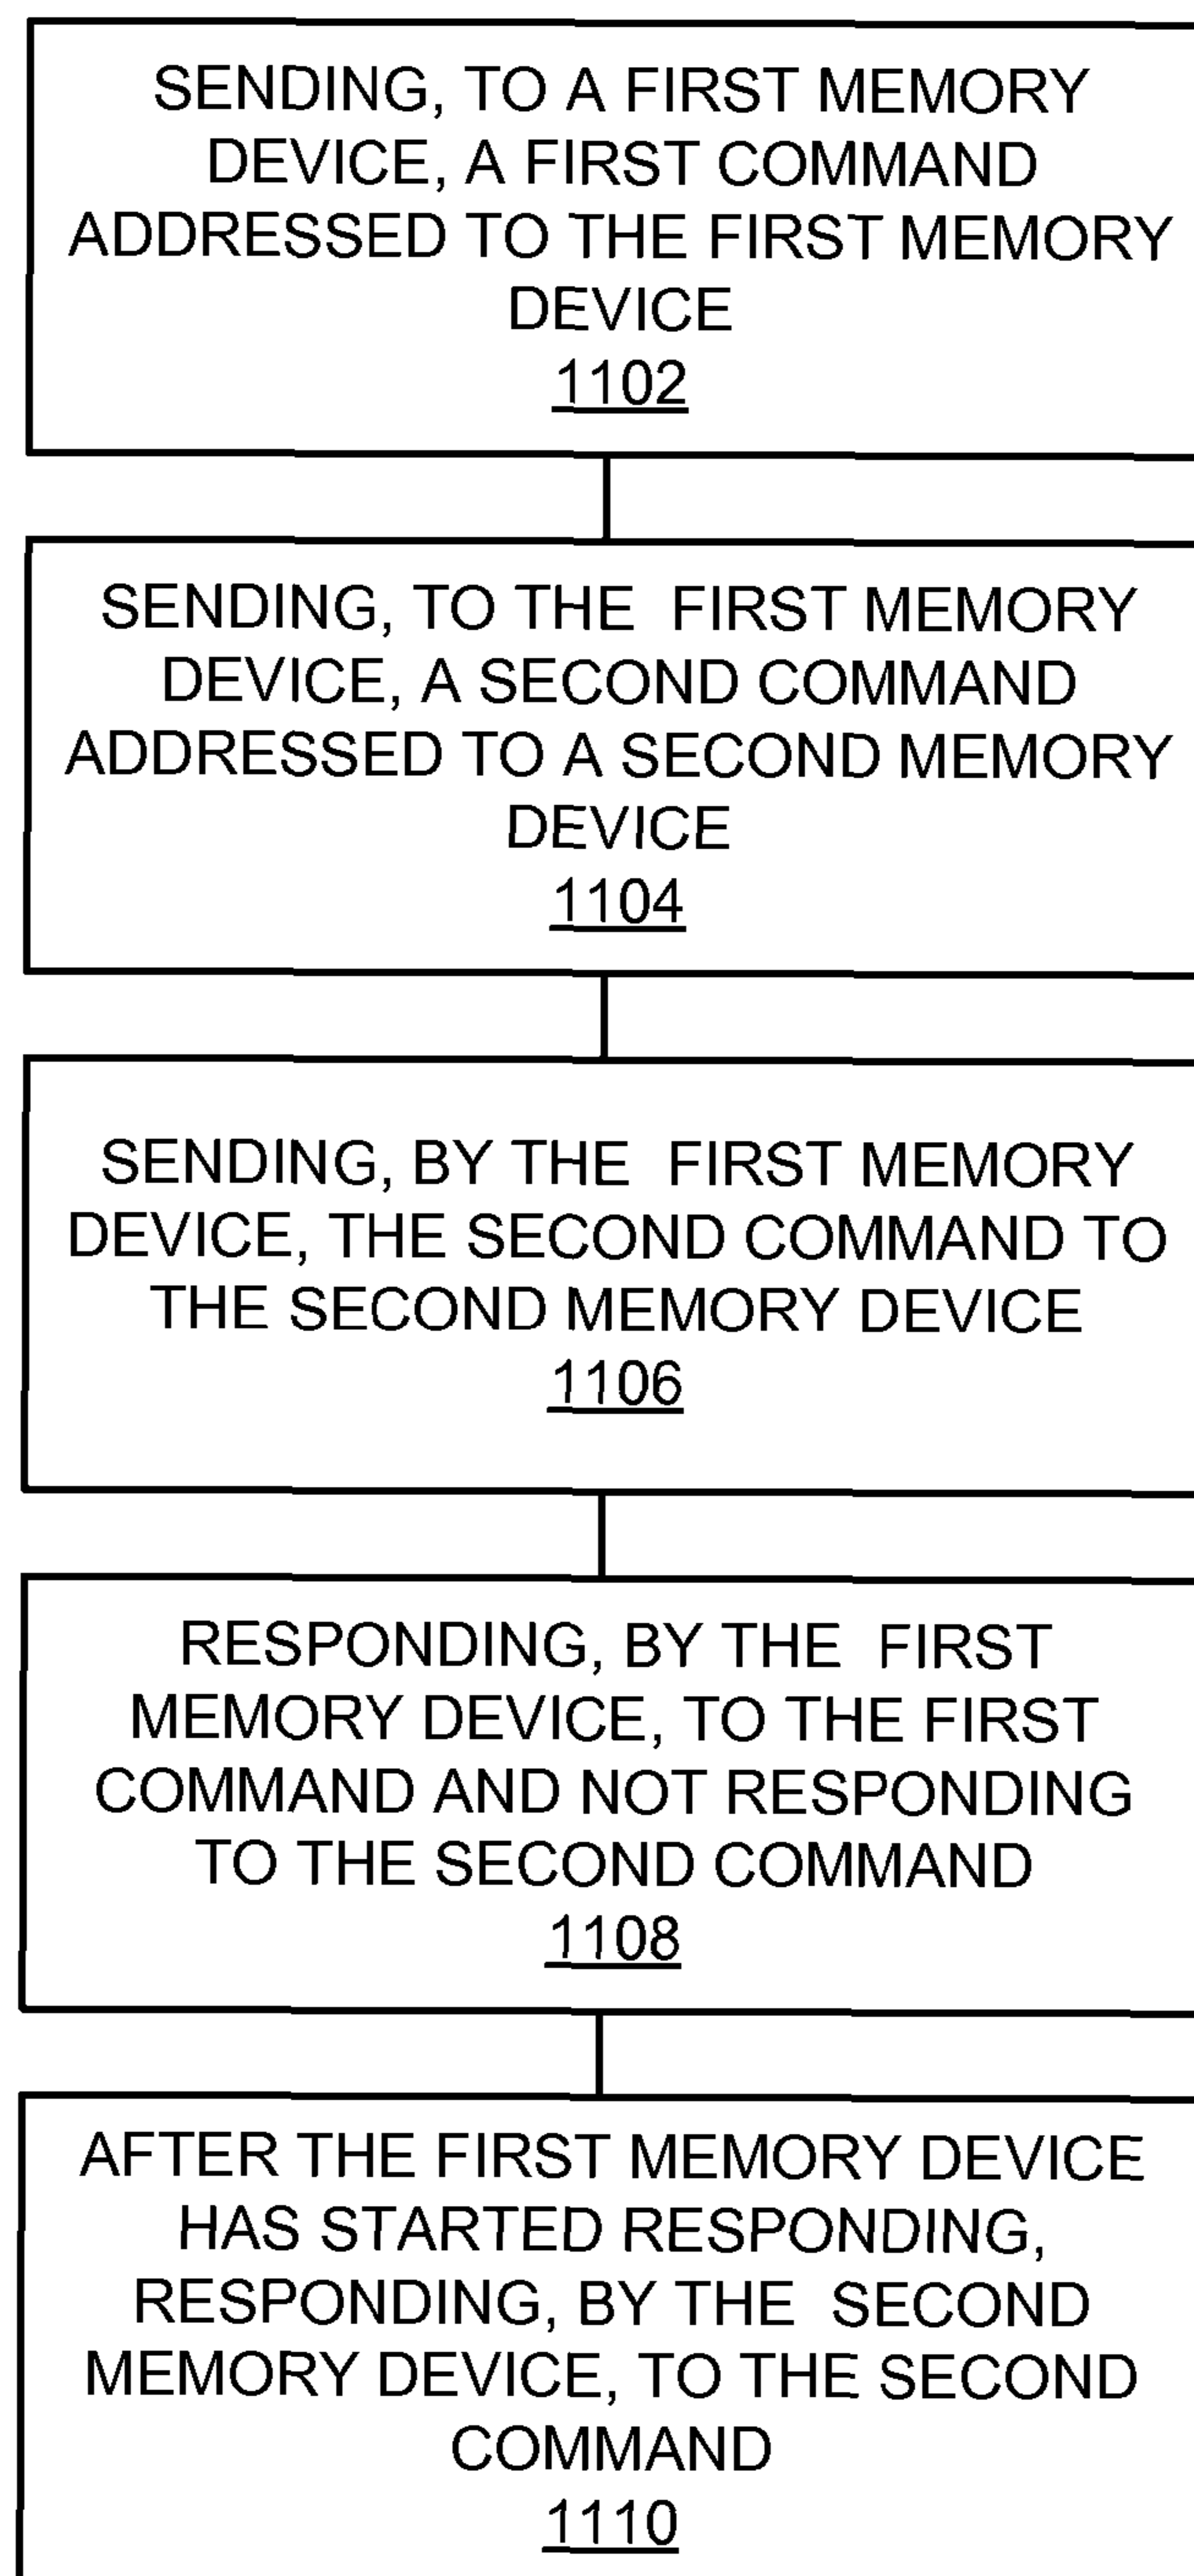 SENDING, TO A FIRST MEMORY
DEVICE, A FIRST COMMAND
ADDRESSED TO THE FIRST MEMORY
DEVICE
1102
SENDING, TO THE FIRST MEMORY
DEVICE, A SECOND COMMAND
ADDRESSED TO A SECOND MEMORY
DEVICE
1104
SENDING, BY THE FIRST MEMORY
DEVICE, THE SECOND COMMAND TO
THE SECOND MEMORY DEVICE
1106
RESPONDING, BY THE FIRST
MEMORY DEVICE, TO THE FIRST
COMMAND AND NOT RESPONDING
TO THE SECOND COMMAND
1108
AFTER THE FIRST MEMORY DEVICE
HAS STARTED RESPONDING,
RESPONDING, BY THE SECOND
MEMORY DEVICE, TO THE SECOND
COMMAND
1110